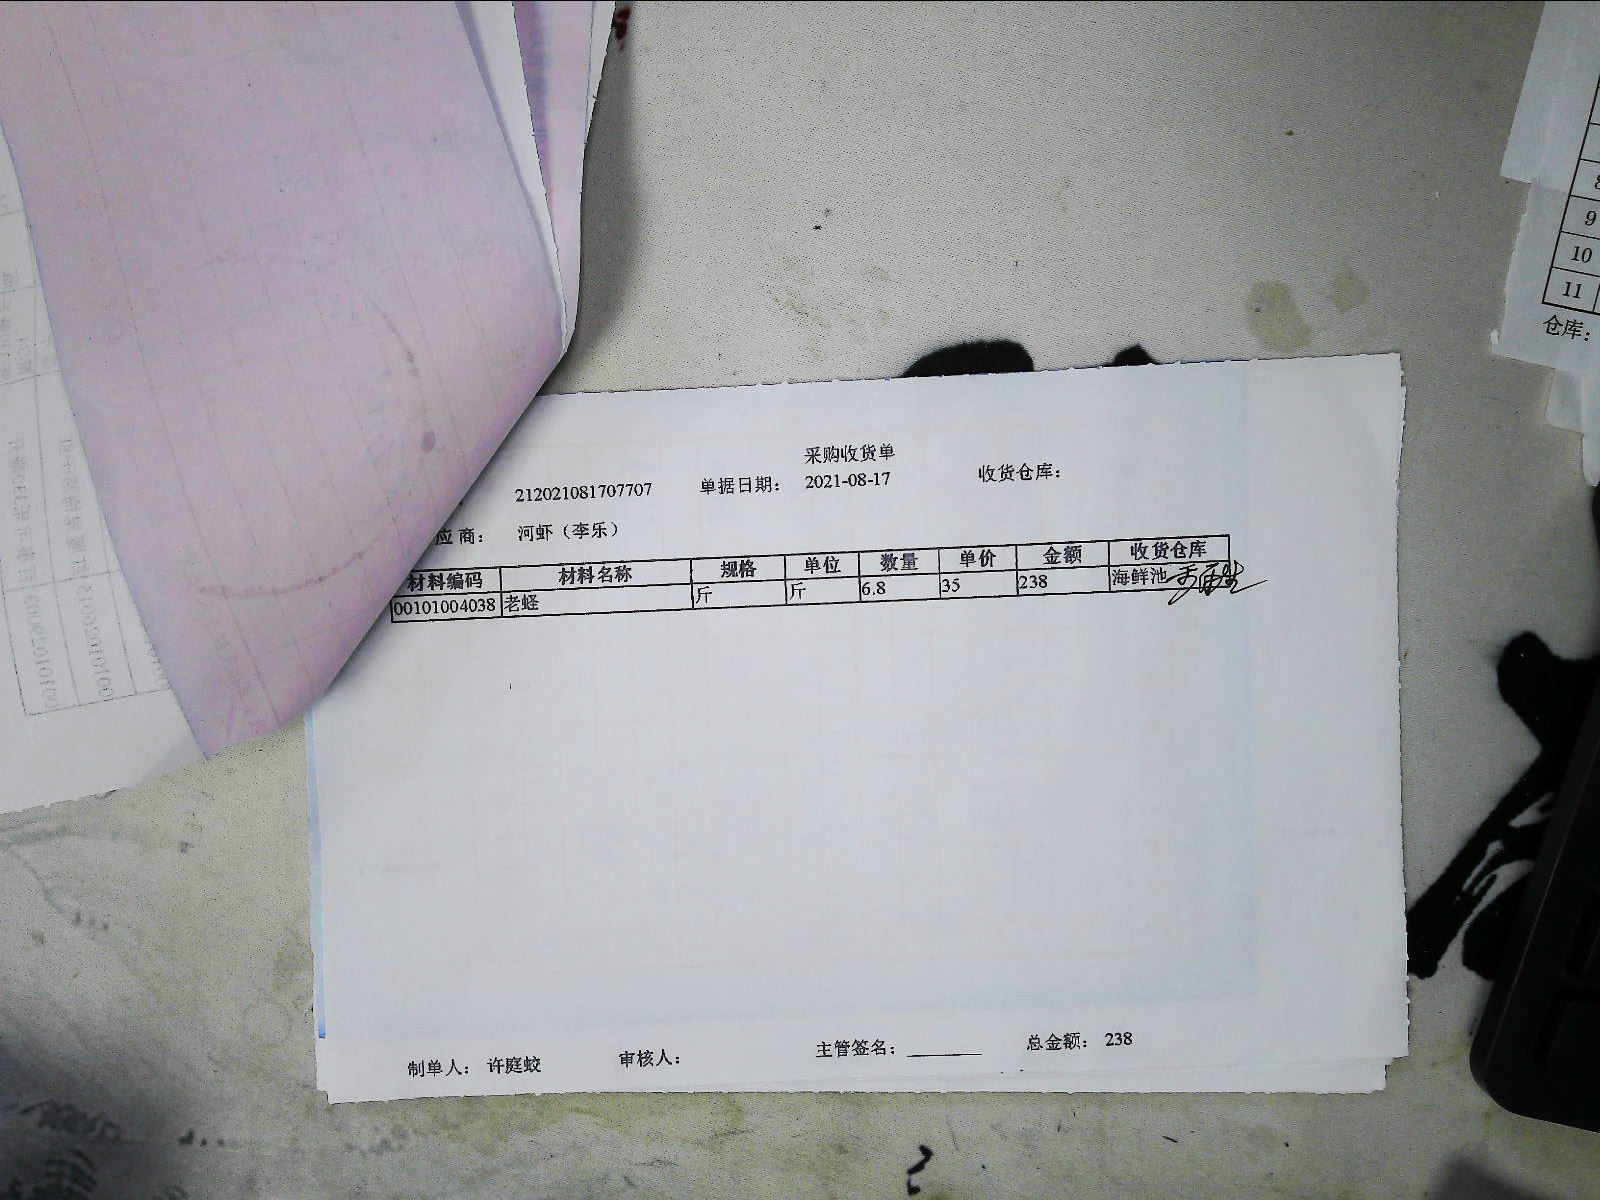 采购收货单
212021081707707 单据日期： 2021-08-17 收货仓库：
应商： 河虾（李乐）
材料编码 材料名称 规格 单位 数量 单价 金额 收货仓库
00101004038 老蛏 斤 斤 6.8 35 238 海鲜池
制单人： 许庭蛟 审核人： 主管签名： 总金额： 238
9
10
11
仓库：